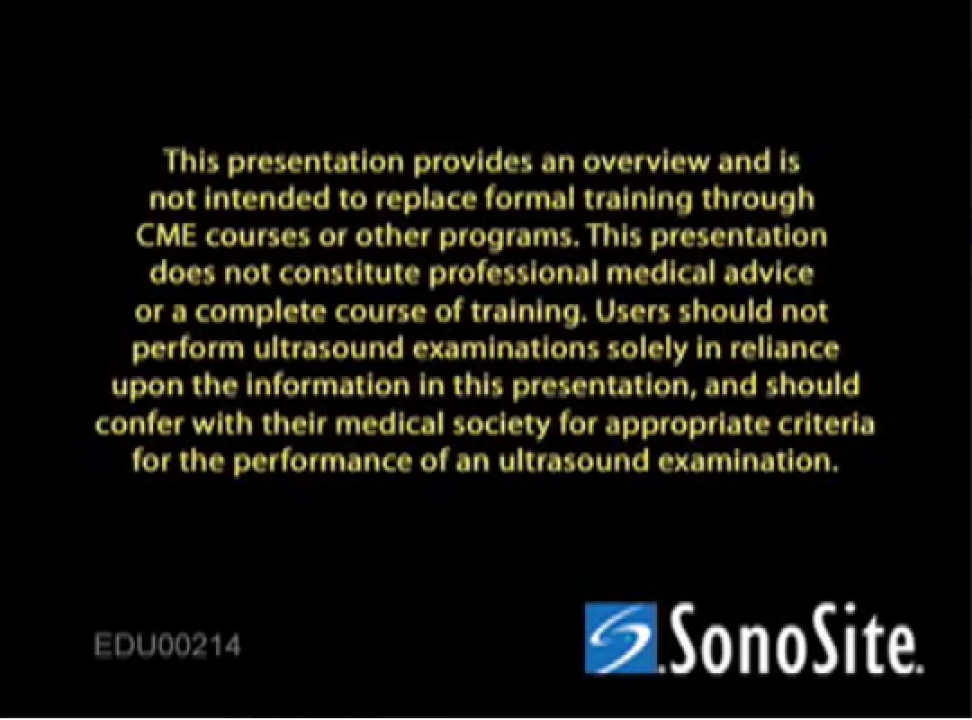 This presentation provides an overview and is
not intended to replace formal training through
CME courses or other programs. This presentation
does not constitute professional medical advice
or a complete course of training. Users should not
perform ultrasound examinations solely in reliance
upon the information in this presentation, and should
confer with their medical society for appropriate criteria
for the performance of an ultrasound examination.
EDU00214
SonoSite